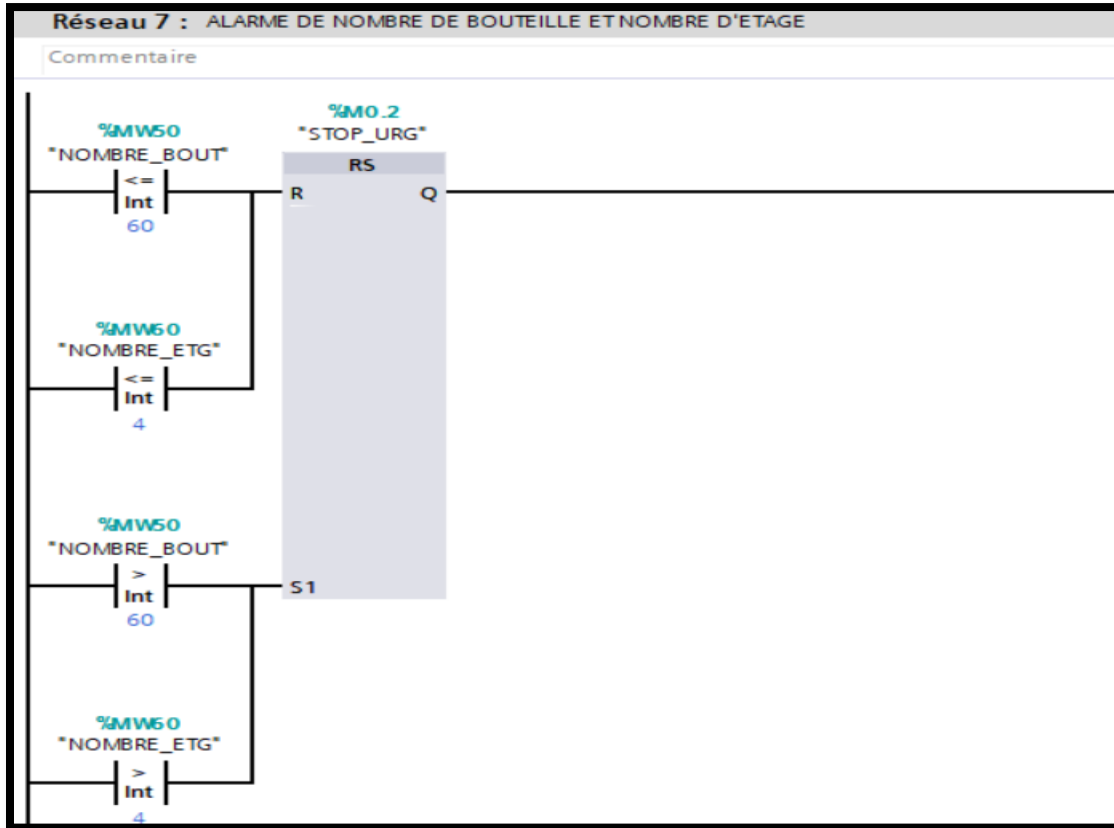 Réseau 7 : ALARME DE NOMBRE DE BOUTEILLE ET NOMBRE D'ETAGE
Commentaire
%M0.2
"STOP_URG"
%MW50
"NOMBRE_BOUT"
RS
<=
Int
60
R Q
%MW60
"NOMBRE_ETG"
<=
Int
4
%MW50
"NOMBRE_BOUT"
>
Int
60
S1
%MW60
"NOMBRE_ETG"
>
Int
4